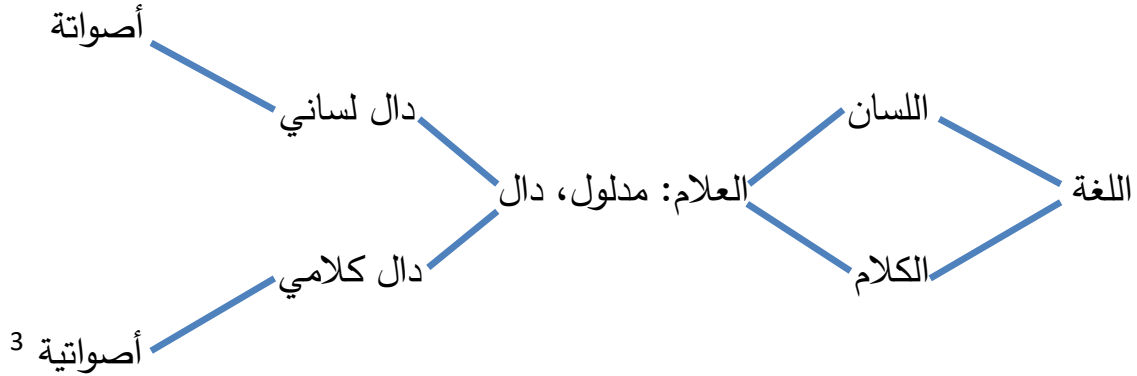 أصواتة
دال لساني
اللسان
اللغة
العلام: مدلول، دال
دال كلامي
الكلام
أصواتية 3